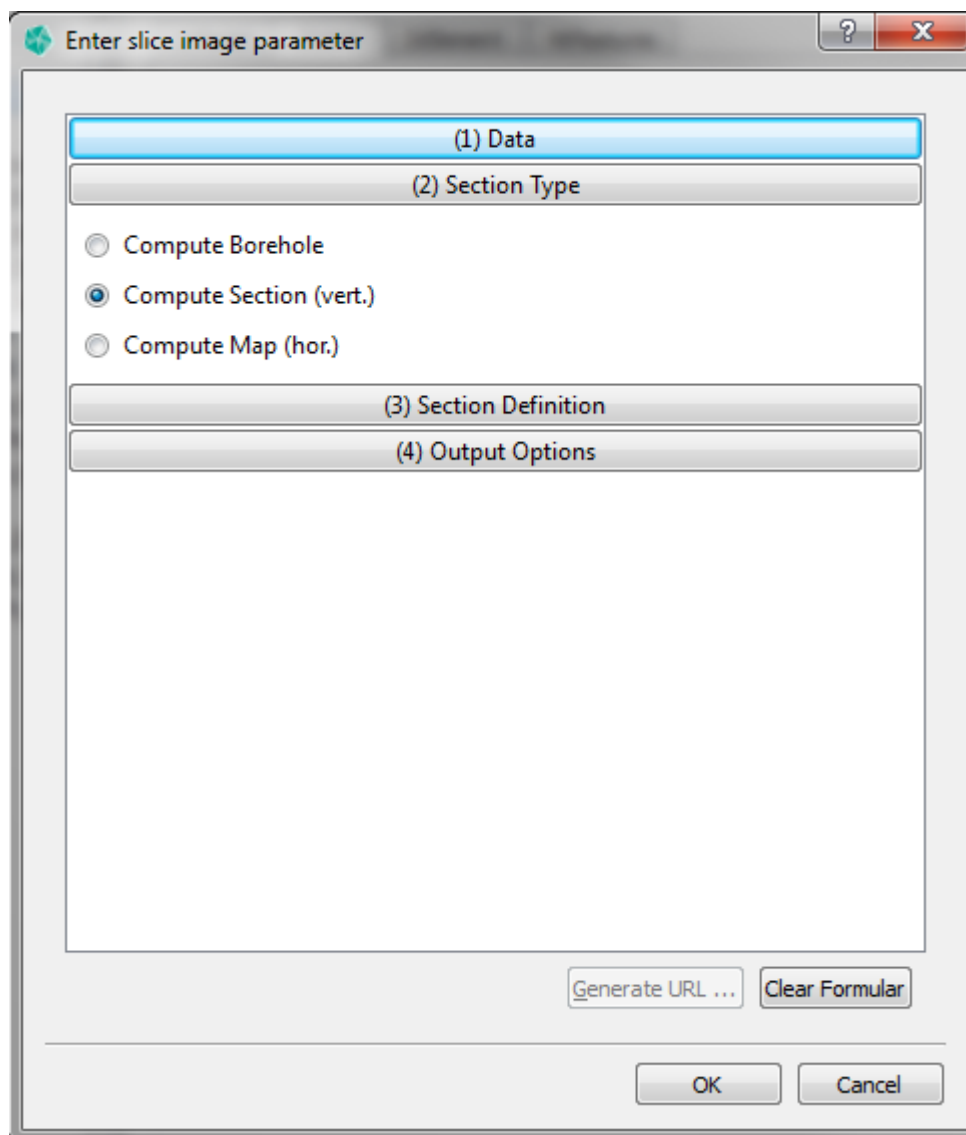 Enter slice image parameter
(1) Data
(2) Section Type
Compute Borehole
Compute Section (vert.)
Compute Map (hor.)
(3) Section Definition
(4) Output Options
Generate URL ... Clear Formular
OK Cancel